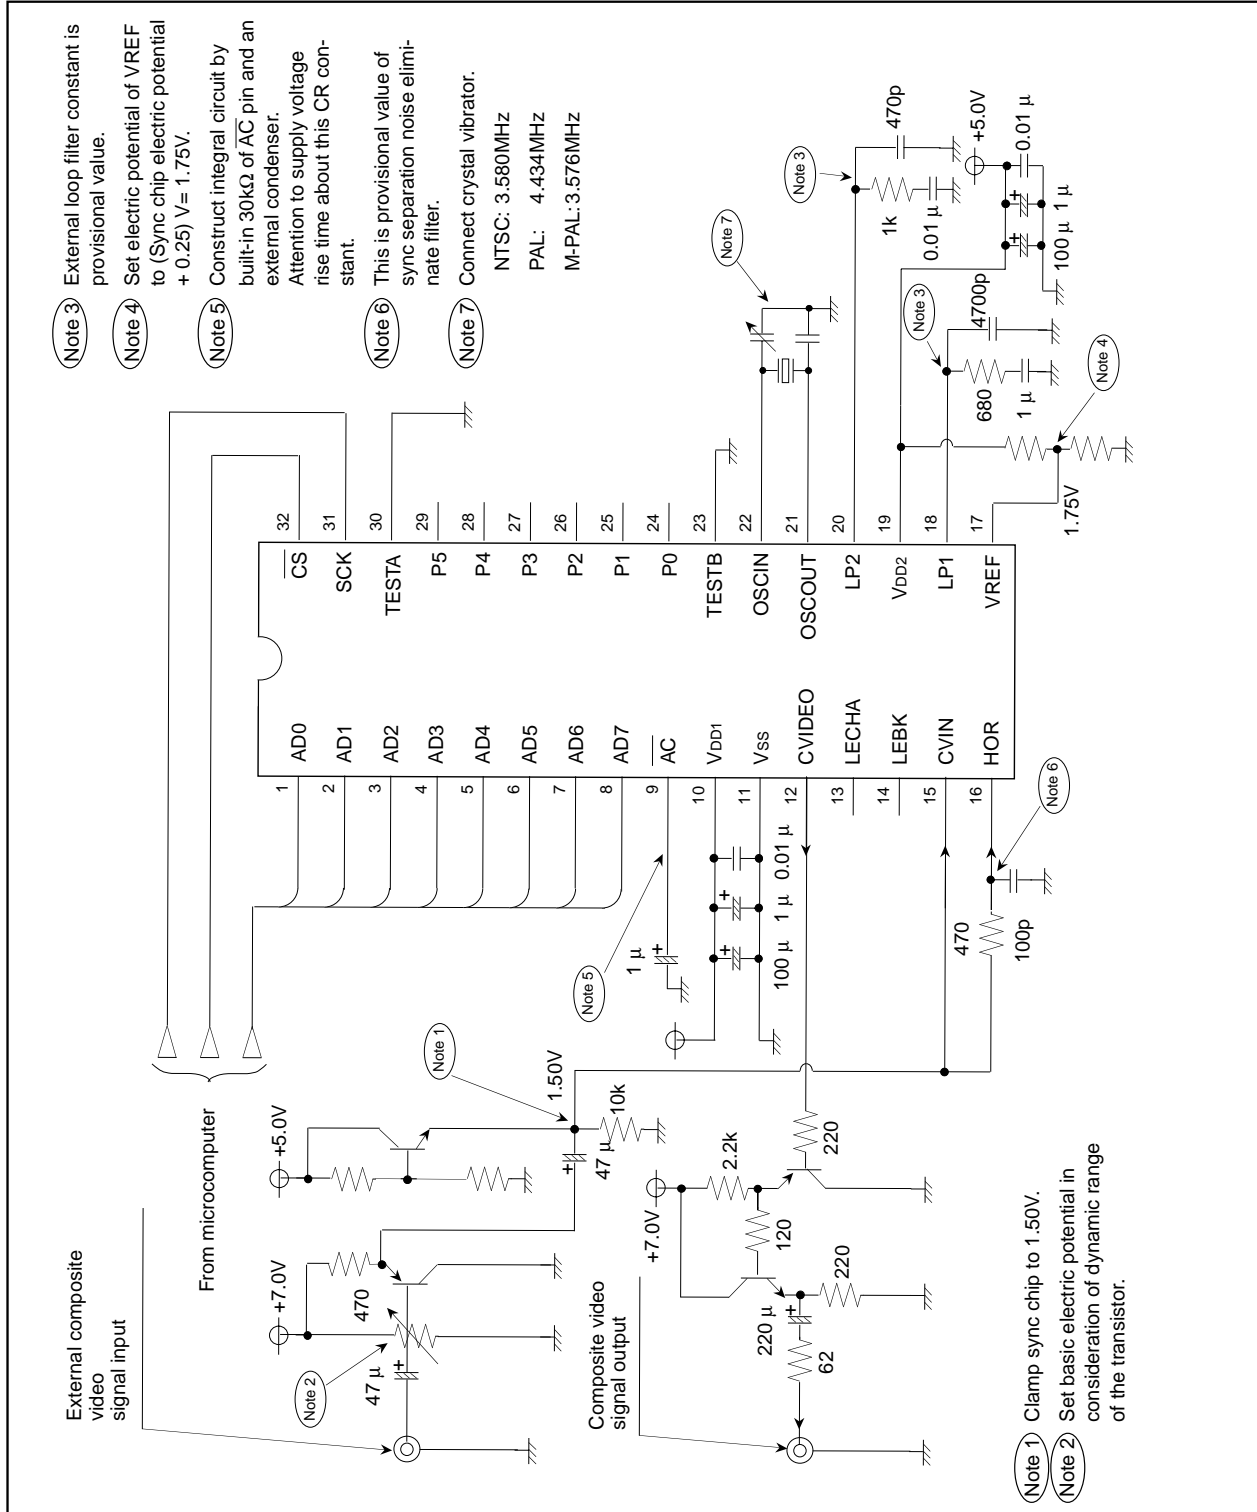 Note 3 External loop filter constant is
provisional value.
Note 4 Set electric potential of VREF
to (Sync chip electric potential
+ 0.25) V = 1.75V.
Note 5 Construct integral circuit by
built-in 30kΩ of AC pin and an
external condenser.
Attention to supply voltage
rise time about this CR con-
stant.
Note 6 This is provisional value of
sync separation noise elimi-
nate filter.
Note 7 Connect crystal vibrator.
NTSC: 3.580MHz
PAL: 4.434MHz
M-PAL: 3.576MHz
External composite
video
signal input
From microcomputer
+7.0V
470
47 µ
Note 2
+5.0V
47 µ
10k
1.50V
Note 1
Composite video
signal output
+7.0V
2.2k
120
220
220
220 µ
62
Note 5
1 µ
100 µ
1 µ
0.01 µ
470
100p
Note 6
1 AD0
2 AD1
3 AD2
4 AD3
5 AD4
6 AD5
7 AD6
8 AD7
9 AC
10 VDD1
11 VSS
12 CVIDEO
13 LECHA
14 LEBK
15 CVIN
16 HOR
CS 32
SCK 31
TESTA 30
P5 29
P4 28
P3 27
P2 26
P1 25
P0 24
TESTB 23
OSCIN 22
OSCOUT 21
LP2 20
VDD2 19
LP1 18
VREF 17
Note 7
Note 3
470p
1k
0.01 µ
+5.0V
0.01 µ
1 µ
100 µ
Note 3
4700p
680
1 µ
Note 4
1.75V
Note 1 Clamp sync chip to 1.50V.
Note 2 Set basic electric potential in
consideration of dynamic range
of the transistor.